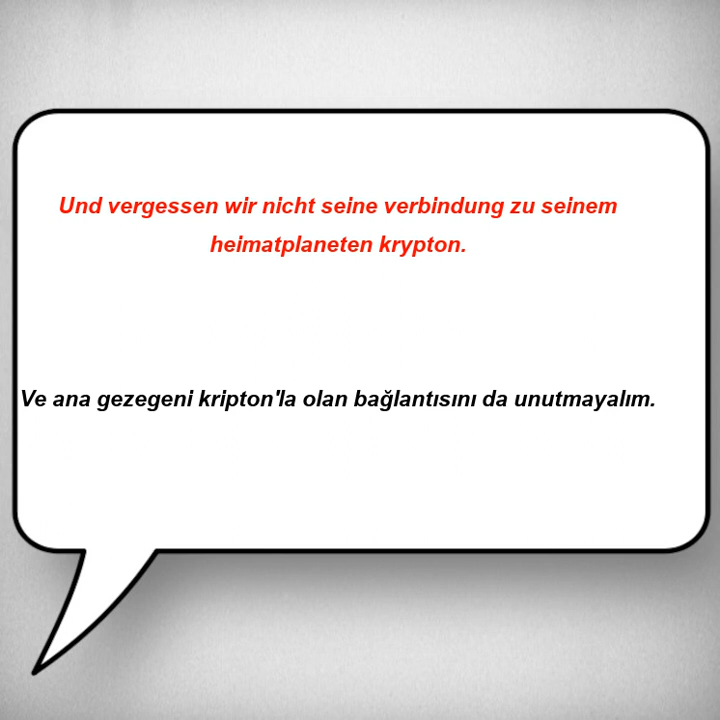 Und vergessen wir nicht seine verbindung zu seinem
heimatplaneten krypton.
Ve ana gezegeni kripton'la olan bağlantısını da unutmayalım.